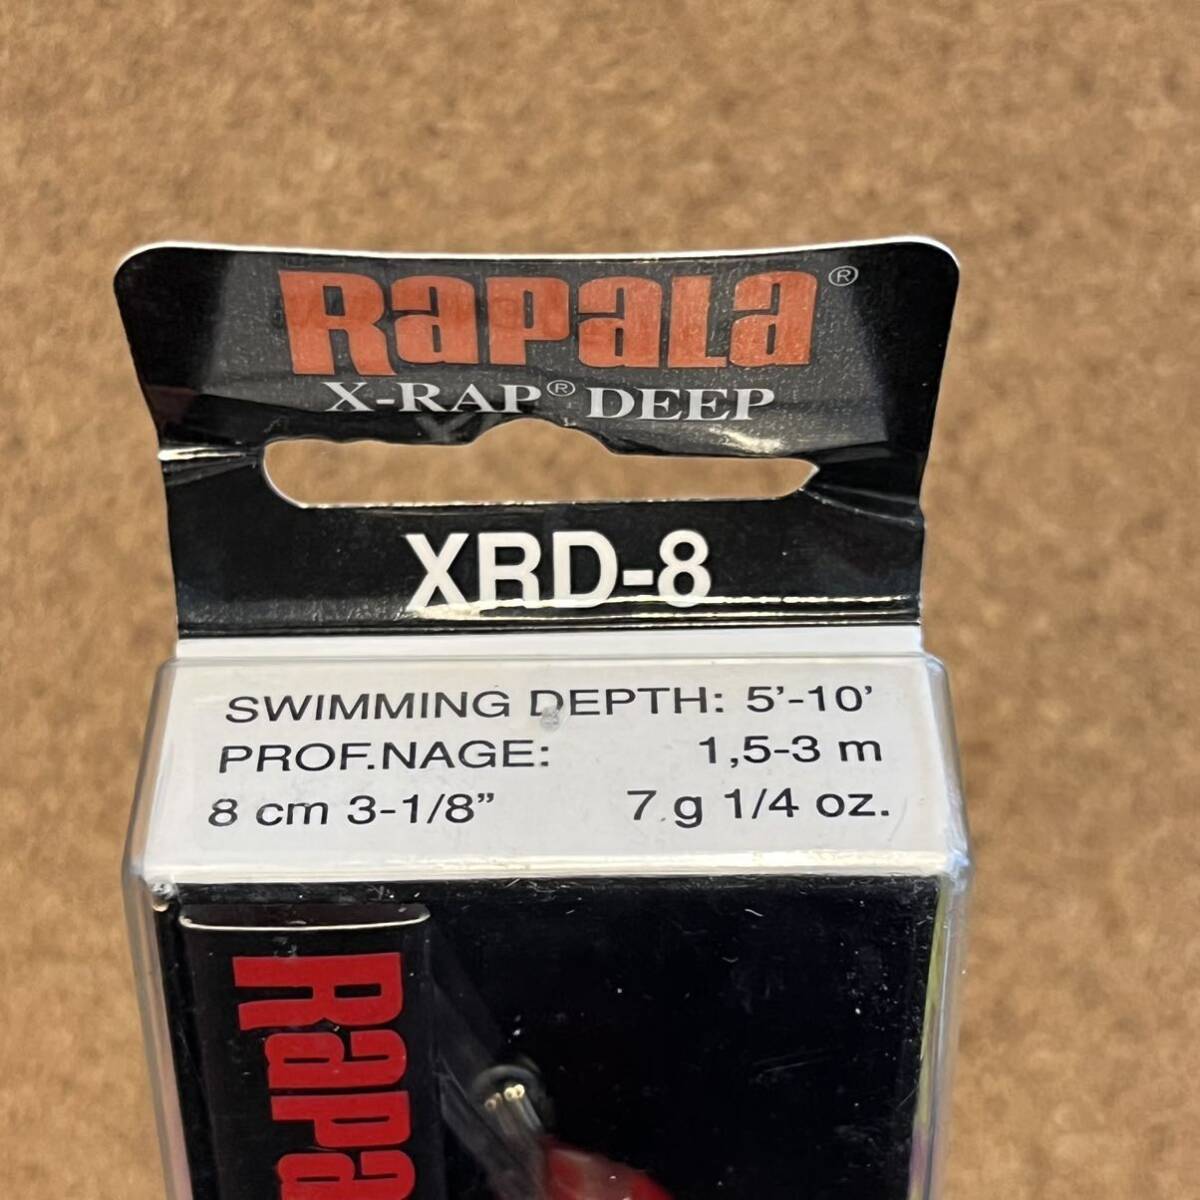 RAPALA®
X-RAP® DEEP
XRD-8
SWIMMING DEPTH: 5'-10'
PROF.NAGE: 1,5-3 m
8 cm 3-1/8" 7 g 1/4 oz.
RAPA